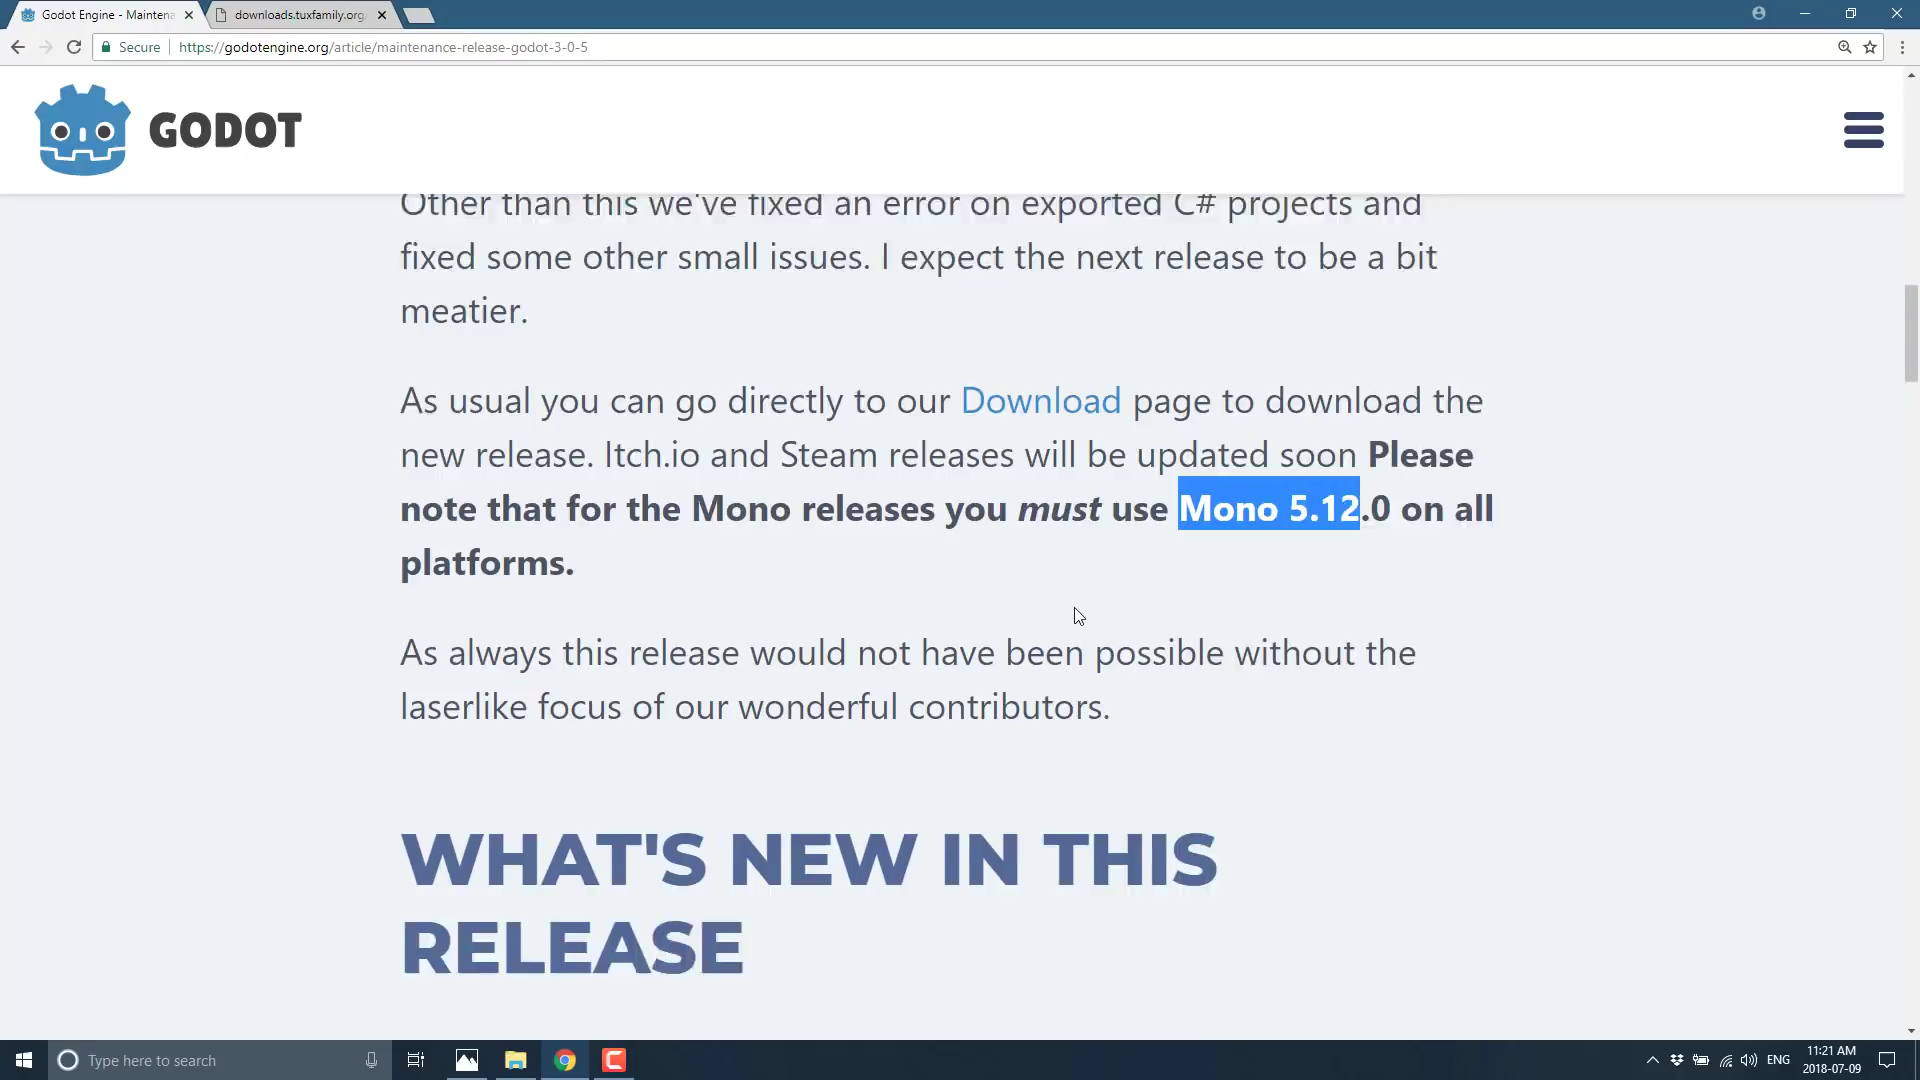 Godot Engine - Maintena
downloads.tuxfamily.org
Secure
https://godotengine.org/article/maintenance-release-godot-3-0-5
GODOT
Other than this we've fixed an error on exported C# projects and
fixed some other small issues. I expect the next release to be a bit
meatier.
As usual you can go directly to our Download page to download the
new release. Itch.io and Steam releases will be updated soon Please
note that for the Mono releases you must use Mono 5.12.0 on all
platforms.
As always this release would not have been possible without the
laserlike focus of our wonderful contributors.
WHAT'S NEW IN THIS
RELEASE
Type here to search
ENG
11:21 AM
2018-07-09